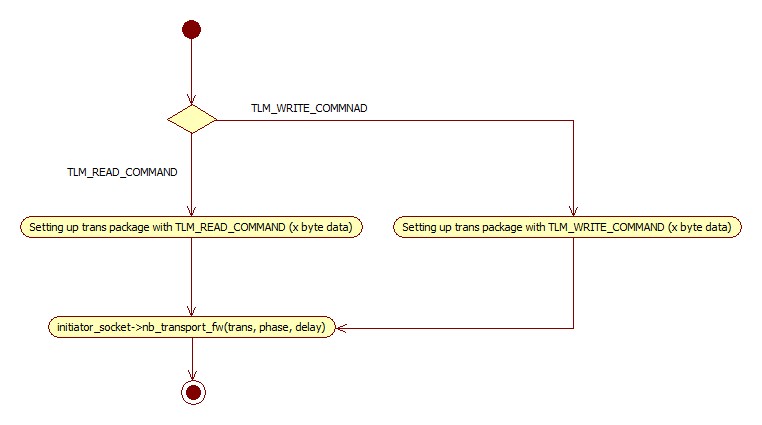 TLM_WRITE_COMMNAD
TLM_READ_COMMAND
Setting up trans package with TLM_READ_COMMAND (x byte data)
Setting up trans package with TLM_WRITE_COMMAND (x byte data)
initiator_socket->nb_transport_fw(trans, phase, delay)